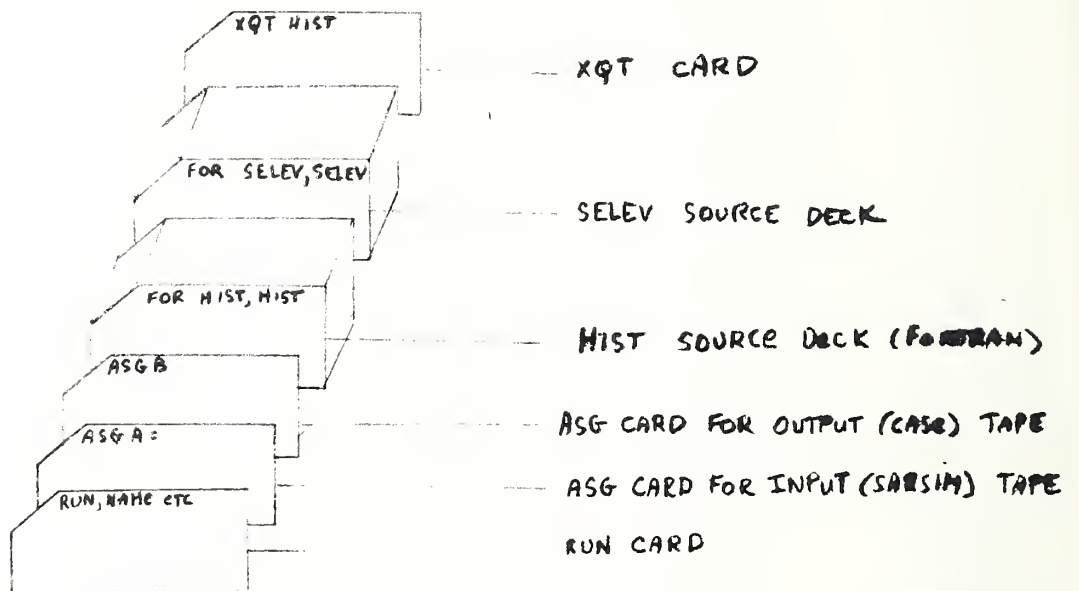 XQT HIST
XQT CARD
FOR SELEV, SELEV
SELEV SOURCE DECK
FOR HIST, HIST
HIST SOURCE DECK (FORTRAN)
ASG B
ASG CARD FOR OUTPUT (CASE) TAPE
ASG A:
ASG CARD FOR INPUT (SARSIM) TAPE
RUN, NAME ETC
RUN CARD